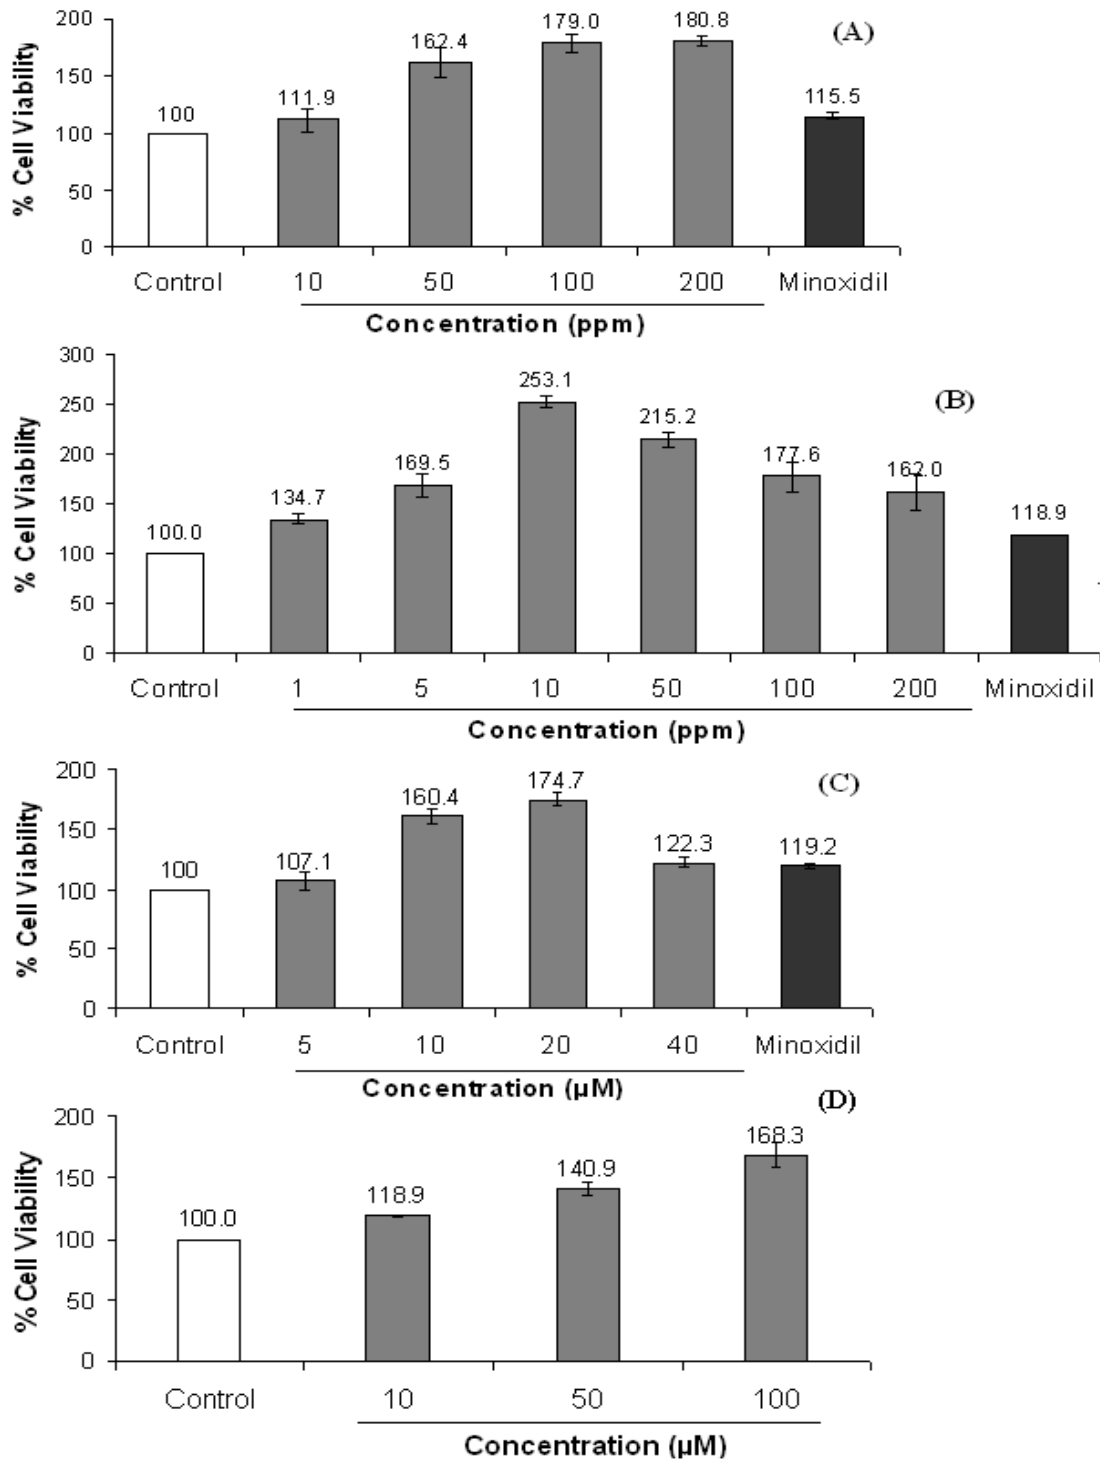 (A)
% Cell Viability
200
150
100
50
0
100
111.9
162.4
179.0
180.8
115.5
Control 10 50 100 200 Minoxidil
Concentration (ppm)
(B)
% Cell Viability
300
250
200
150
100
50
0
100.0
134.7
169.5
253.1
215.2
177.6
162.0
118.9
Control 1 5 10 50 100 200 Minoxidil
Concentration (ppm)
(C)
% Cell Viability
200
150
100
50
0
100
107.1
160.4
174.7
122.3
119.2
Control 5 10 20 40 Minoxidil
Concentration (µM)
(D)
% Cell Viability
200
150
100
50
0
100.0
118.9
140.9
168.3
Control 10 50 100
Concentration (µM)